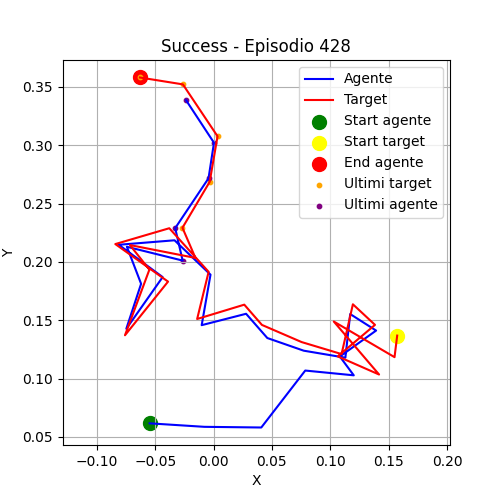 Success - Episodio 428
Agente
Target
Start agente
Start target
End agente
Ultimi target
Ultimi agente
0.35
0.30
0.25
0.20
0.15
0.10
0.05
Y
−0.10
−0.05
0.00
0.05
0.10
0.15
0.20
X